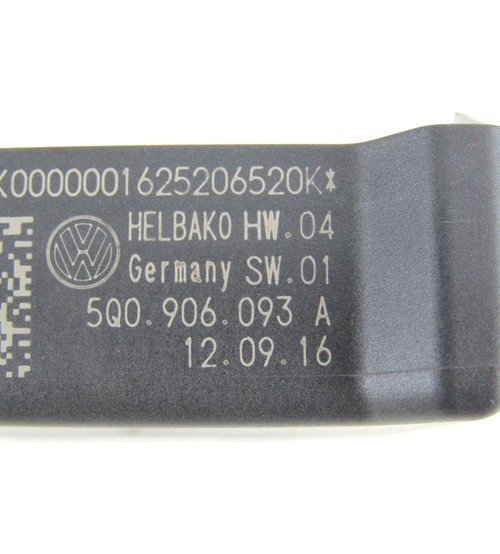 K0000001625206520K*
HELBAKO HW.04
Germany SW.01
5Q0.906.093 A
12.09.16